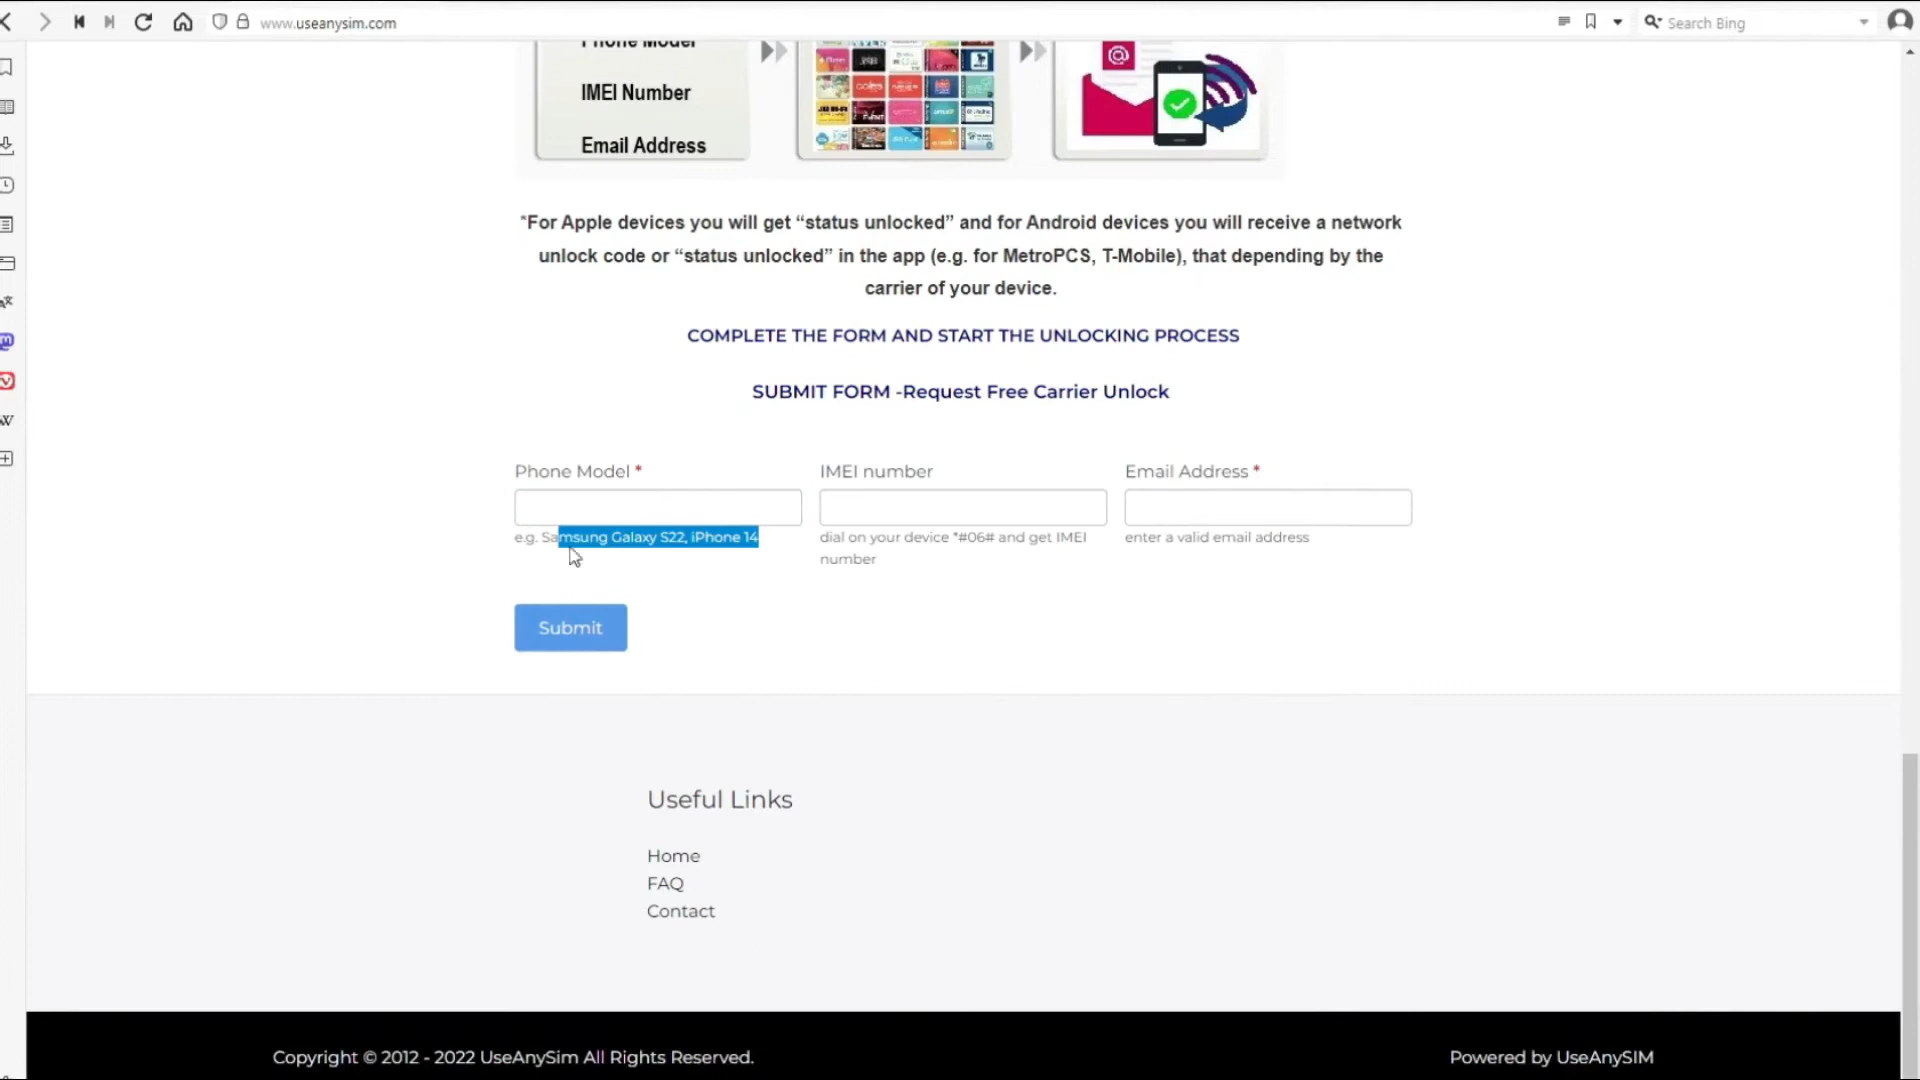 www.useanysim.com
Search Bing
Phone Model
IMEI Number
Email Address
*For Apple devices you will get “status unlocked” and for Android devices you will receive a network
unlock code or “status unlocked” in the app (e.g. for MetroPCS, T-Mobile), that depending by the
carrier of your device.
COMPLETE THE FORM AND START THE UNLOCKING PROCESS
SUBMIT FORM -Request Free Carrier Unlock
Phone Model * IMEI number Email Address *
e.g. Samsung Galaxy S22, iPhone 14 dial on your device *#06# and get IMEI enter a valid email address
number
Submit
Useful Links
Home
FAQ
Contact
Copyright © 2012 - 2022 UseAnySim All Rights Reserved. Powered by UseAnySIM